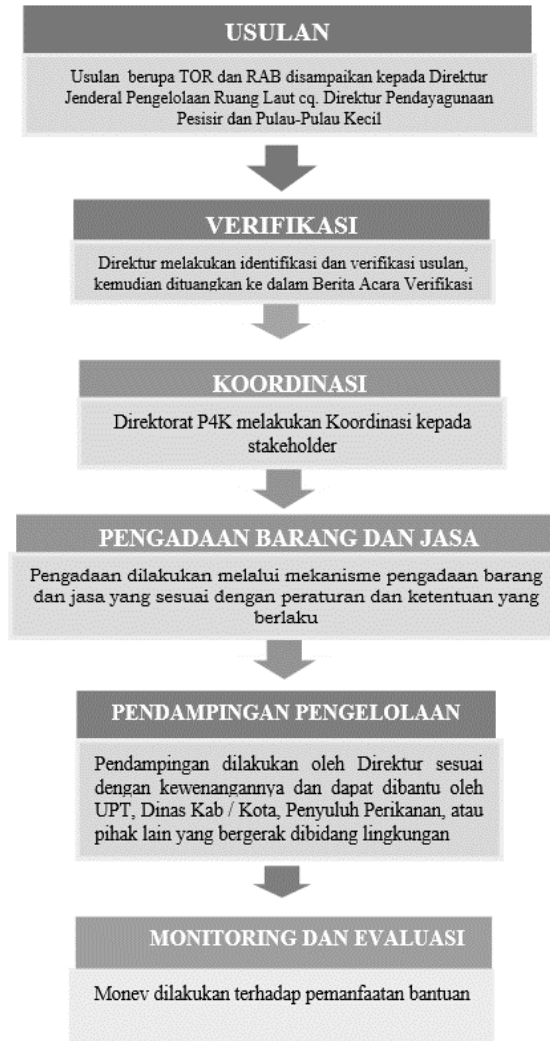 USULAN
Usulan berupa TOR dan RAB disampaikan kepada Direktur
Jenderal Pengelolaan Ruang Laut cq. Direktur Pendayagunaan
Pesisir dan Pulau-Pulau Kecil
VERIFIKASI
Direktur melakukan identifikasi dan verifikasi usulan,
kemudian dituangkan ke dalam Berita Acara Verifikasi
KOORDINASI
Direktorat P4K melakukan Koordinasi kepada
stakeholder
PENGADAAN BARANG DAN JASA
Pengadaan dilakukan melalui mekanisme pengadaan barang
dan jasa yang sesuai dengan peraturan dan ketentuan yang
berlaku
PENDAMPINGAN PENGELOLAAN
Pendampingan dilakukan oleh Direktur sesuai
dengan kewenangannya dan dapat dibantu oleh
UPT, Dinas Kab / Kota, Penyuluh Perikanan, atau
pihak lain yang bergerak dibidang lingkungan
MONITORING DAN EVALUASI
Monev dilakukan terhadap pemanfaatan bantuan